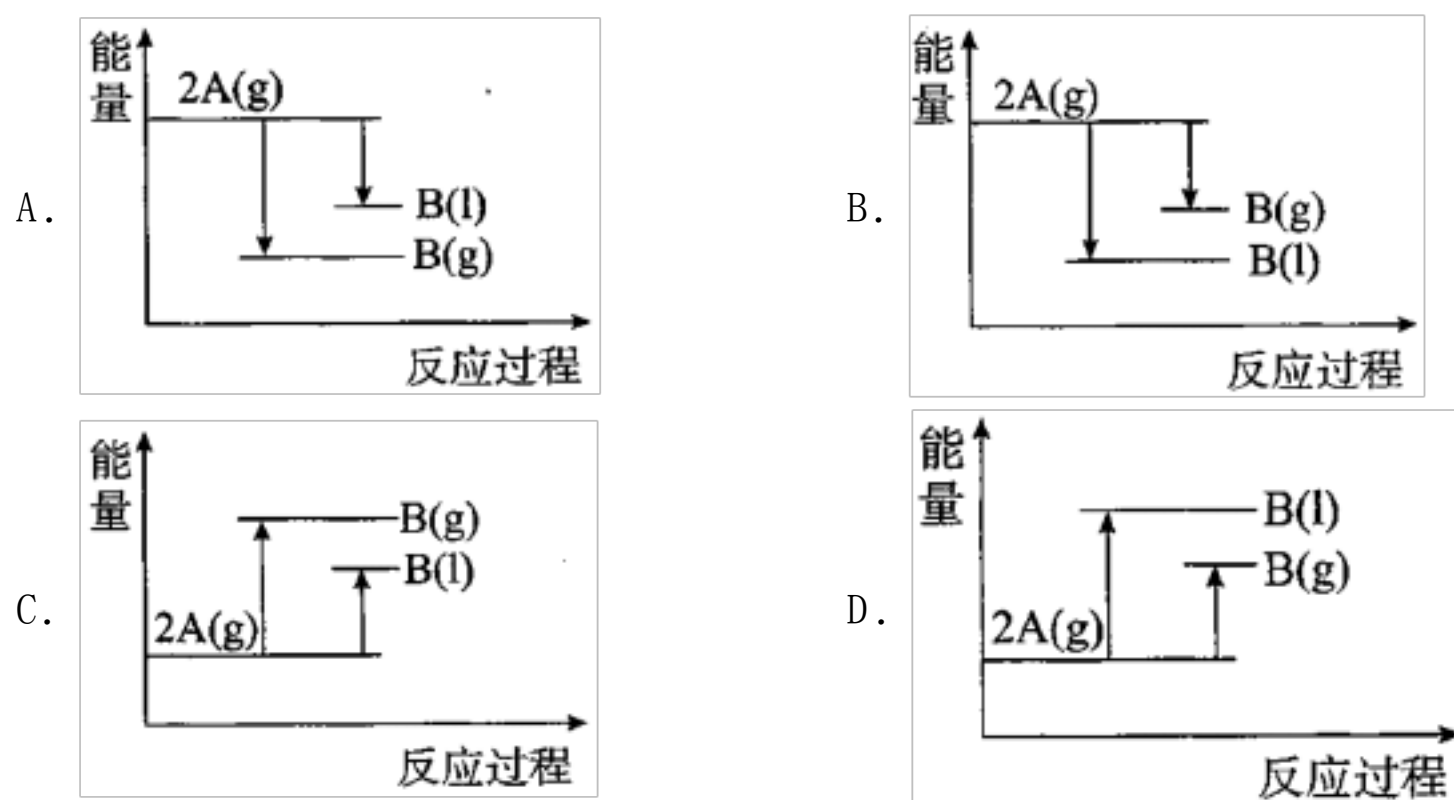 A.
能量
2A(g)
B(l)
B(g)
反应过程
B.
能量
2A(g)
B(g)
B(l)
反应过程
C.
能量
B(g)
B(l)
2A(g)
反应过程
D.
能量
B(l)
B(g)
2A(g)
反应过程